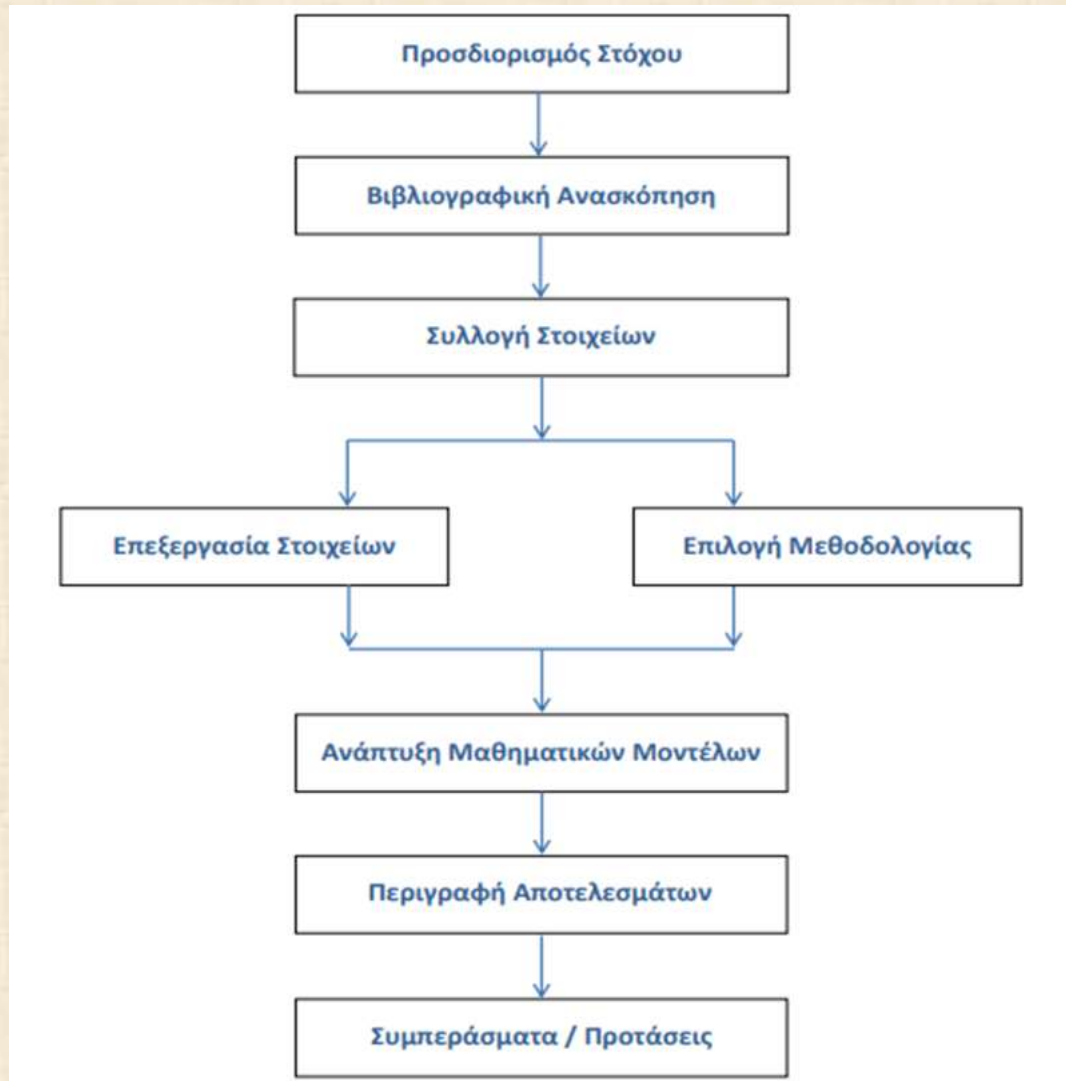 Προσδιορισμός Στόχου
Βιβλιογραφική Ανασκόπηση
Συλλογή Στοιχείων
Επεξεργασία Στοιχείων
Επιλογή Μεθοδολογίας
Ανάπτυξη Μαθηματικών Μοντέλων
Περιγραφή Αποτελεσμάτων
Συμπεράσματα / Προτάσεις